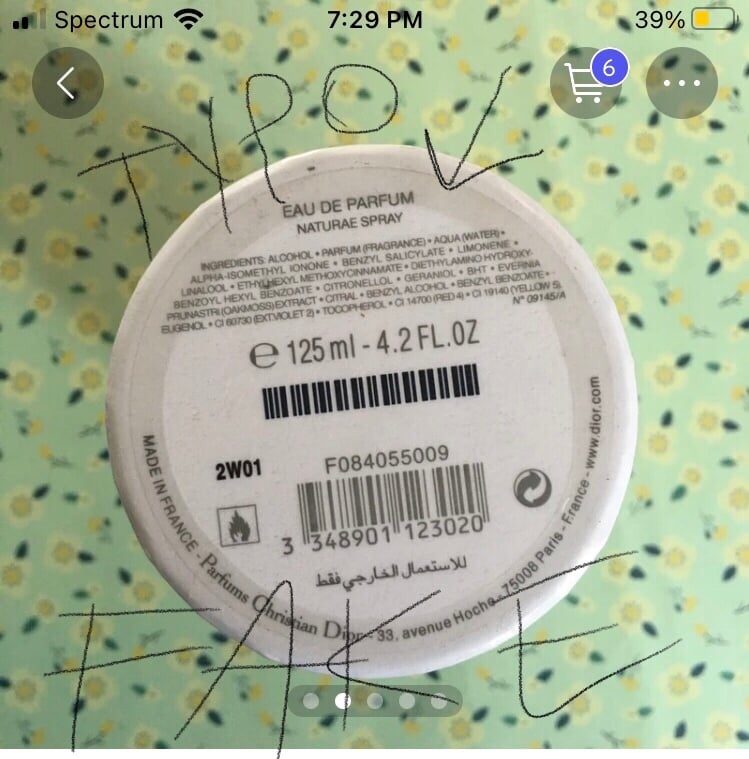 Spectrum 7:29 PM 39%
6
TYPO
EAU DE PARFUM
NATURAE SPRAY
INGREDIENTS: ALCOHOL • PARFUM (FRAGRANCE) • AQUA (WATER) •
ALPHA-ISOMETHYL IONONE • BENZYL SALICYLATE • LIMONENE •
LINALOOL • ETHYLHEXYL METHOXYCINNAMATE • DIETHYLAMINO HYDROXY-
BENZOYL HEXYL BENZOATE • CITRONELLOL • GERANIOL • BHT • EVERNIA
PRUNASTRI (OAKMOSS) EXTRACT • CITRAL • BENZYL ALCOHOL • BENZYL BENZOATE •
EUGENOL • CI 60730 (EXT VIOLET 2) • TOCOPHEROL • CI 14700 (RED 4) • CI 19140 (YELLOW 5).
N° 09145/A
e 125 ml - 4.2 FL.OZ
2W01
F084055009
3 348901 123020
للاستعمال الخارجي فقط
MADE IN FRANCE - Parfums Christian Dior - 33, avenue Hoche - 75008 Paris - France - www.dior.com
FAKE